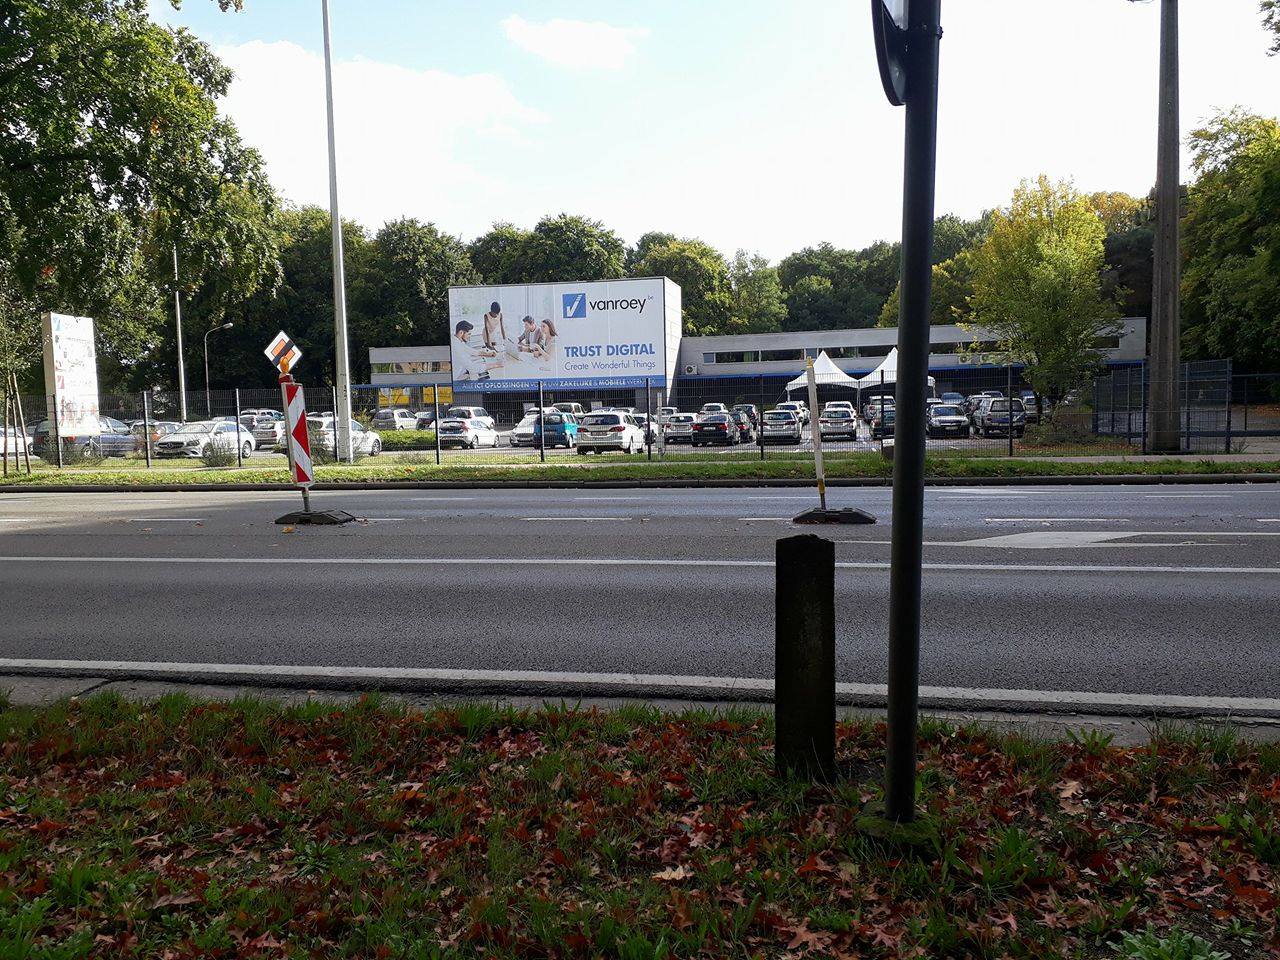 vanroey.be
TRUST DIGITAL
Create Wonderful Things
ALLE ICT OPLOSSINGEN VOOR UW ZAKELIJKE & MOBIELE WERKPLEK